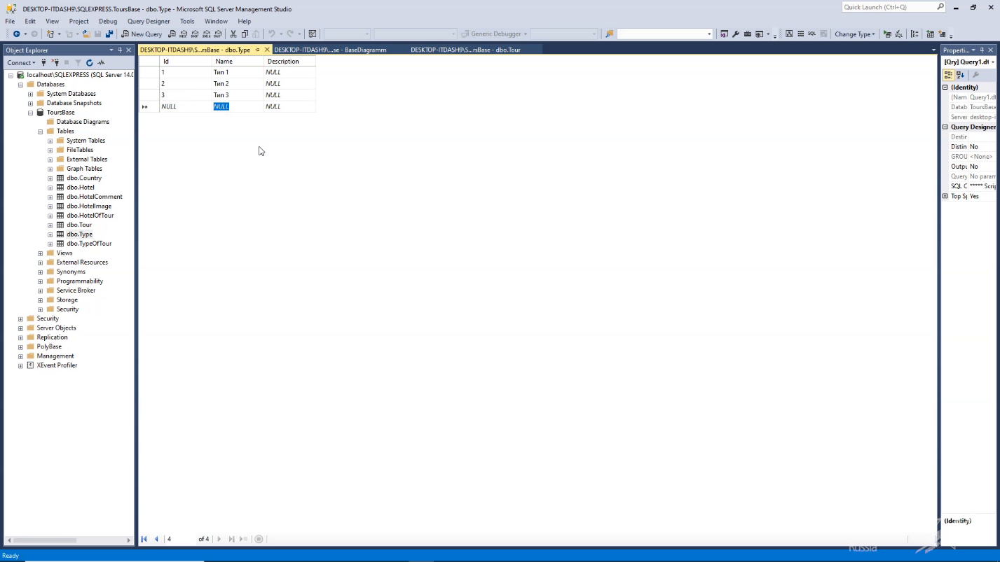 DESKTOP-ITDASH9\SQLEXPRESS.ToursBase - dbo.Type - Microsoft SQL Server Management Studio
Quick Launch (Ctrl+Q)
File Edit View Project Debug Query Designer Tools Window Help
New Query
Generic Debugger
SQL
Change Type
Object Explorer
DESKTOP-ITDASH9\S...rsBase - dbo.Type
DESKTOP-ITDASH9\...se - BaseDiagramm
DESKTOP-ITDASH9\S...rsBase - dbo.Tour
Properti...
Connect
Id Name Description
1 Тип 1 NULL
2 Тип 2 NULL
3 Тип 3 NULL
NULL NULL NULL
localhost\SQLEXPRESS (SQL Server 14.0
Databases
System Databases
Database Snapshots
ToursBase
Database Diagrams
Tables
System Tables
FileTables
External Tables
Graph Tables
dbo.Country
dbo.Hotel
dbo.HotelComment
dbo.HotelImage
dbo.HotelOfTour
dbo.Tour
dbo.Type
dbo.TypeOfTour
Views
External Resources
Synonyms
Programmability
Service Broker
Storage
Security
Security
Server Objects
Replication
PolyBase
Management
XEvent Profiler
[Qry] Query1.dt
(Identity)
(Nam Query1.dt
Datab ToursBase
Server desktop-i
Query Designer
Destir
Distin No
GROU <None>
Outpu No
Query No param
SQL C ***** Scrip
Top Sp Yes
(Identity)
4 of 4
Russia
Ready